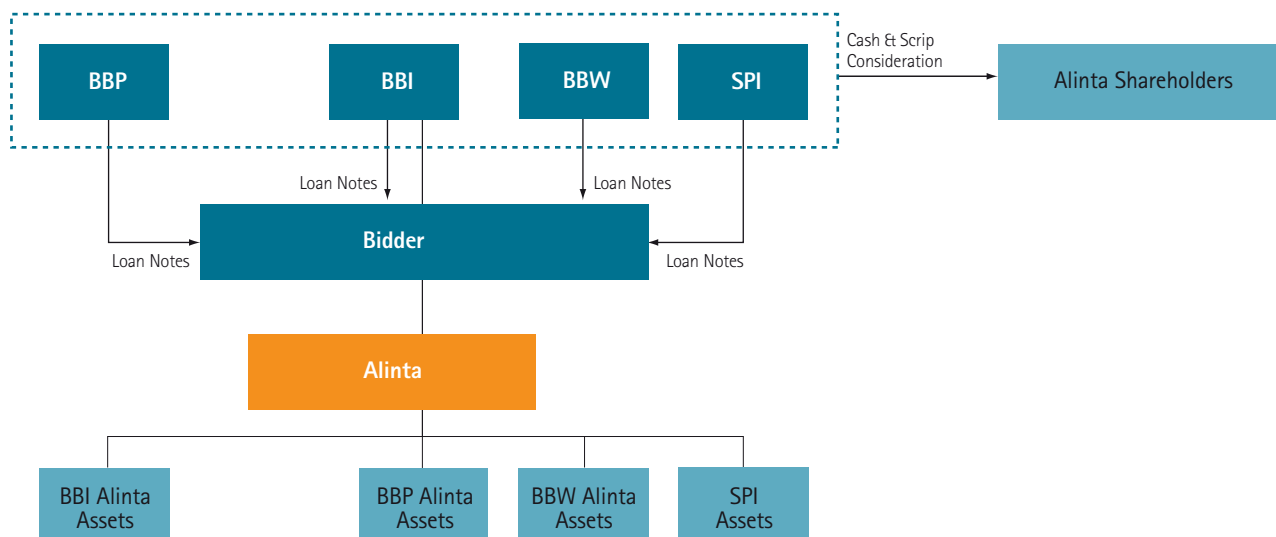 BBP
BBI
BBW
SPI
Cash & Scrip
Consideration
Alinta Shareholders
Loan Notes
Loan Notes
Bidder
Loan Notes
Loan Notes
Alinta
BBI Alinta
Assets
BBP Alinta
Assets
BBW Alinta
Assets
SPI
Assets